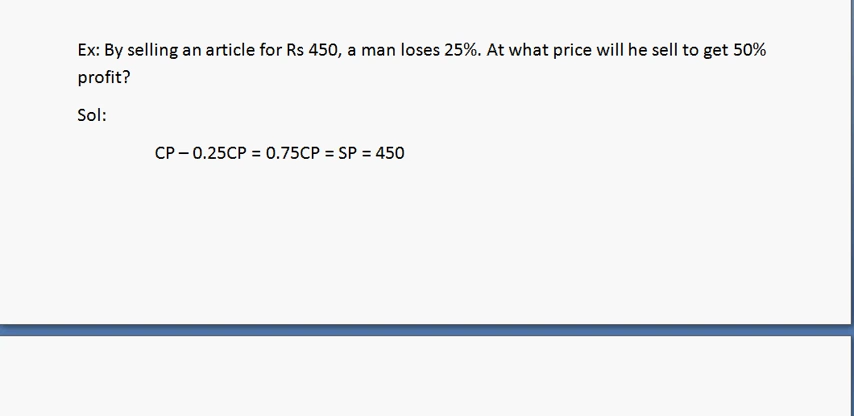 Ex: By selling an article for Rs 450, a man loses 25%. At what price will he sell to get 50%
profit?
Sol:
CP – 0.25CP = 0.75CP = SP = 450